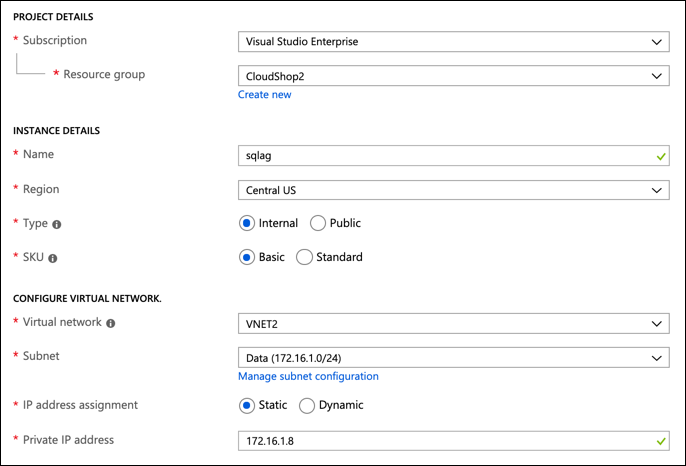 PROJECT DETAILS
* Subscription Visual Studio Enterprise
* Resource group CloudShop2
Create new
INSTANCE DETAILS
* Name sqlag
* Region Central US
* Type Internal Public
* SKU Basic Standard
CONFIGURE VIRTUAL NETWORK.
* Virtual network VNET2
* Subnet Data (172.16.1.0/24)
Manage subnet configuration
* IP address assignment Static Dynamic
* Private IP address 172.16.1.8